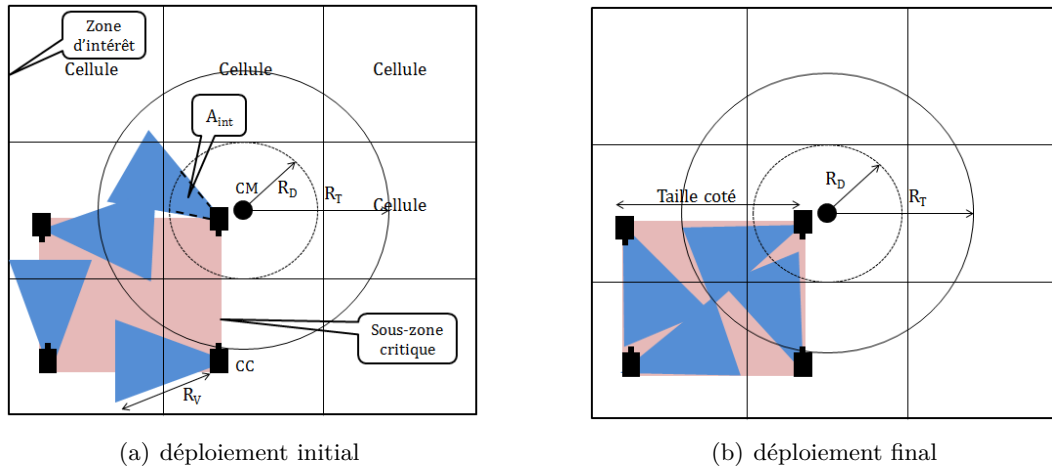 Zone
d'intérêt
Cellule
Cellule
Cellule
A_int
CM
R_D
R_T
Cellule
Sous-zone
critique
CC
R_V
(a) déploiement initial
R_D
Taille coté
R_T
(b) déploiement final